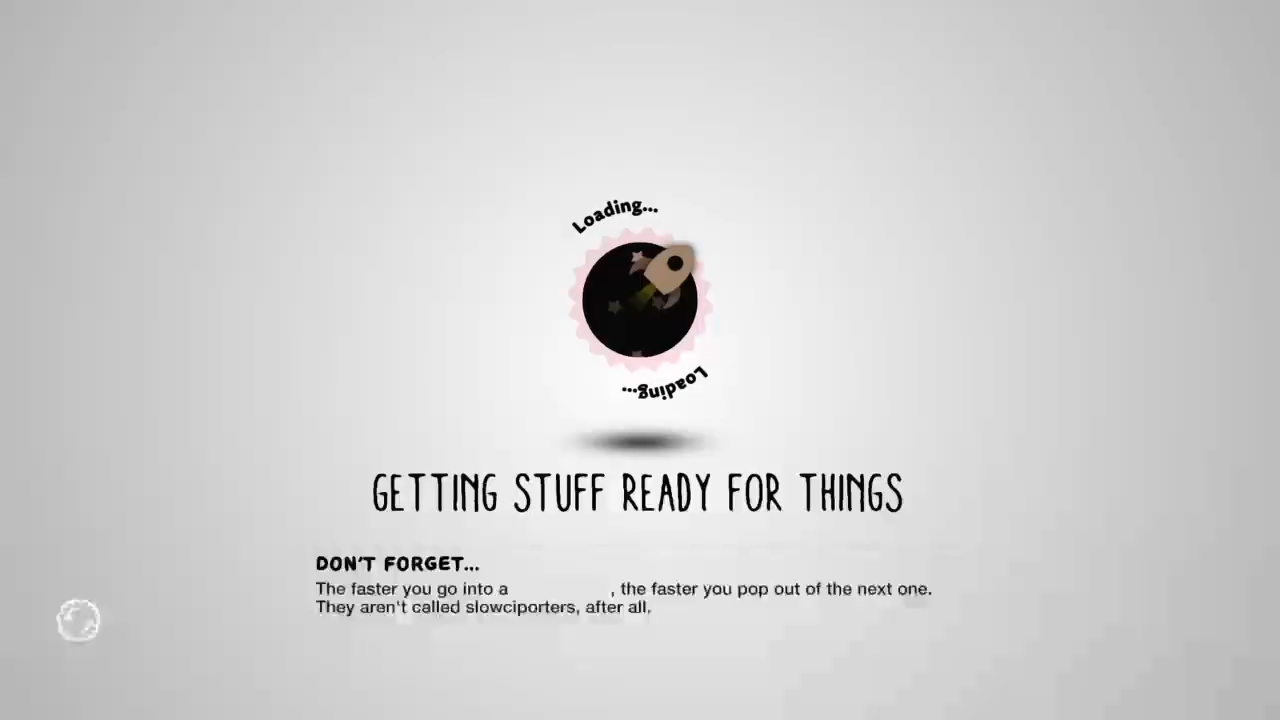 Loading...
Loading...
GETTING STUFF READY FOR THINGS
DON'T FORGET...
The faster you go into a , the faster you pop out of the next one.
They aren't called slowciporters, after all.